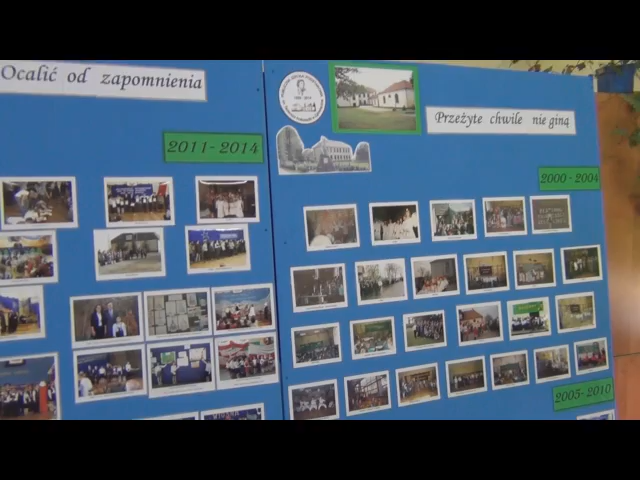 Ocalić od zapomnienia
2011-2014
Przeżyte chwile nie giną
2000-2004
2005-2010